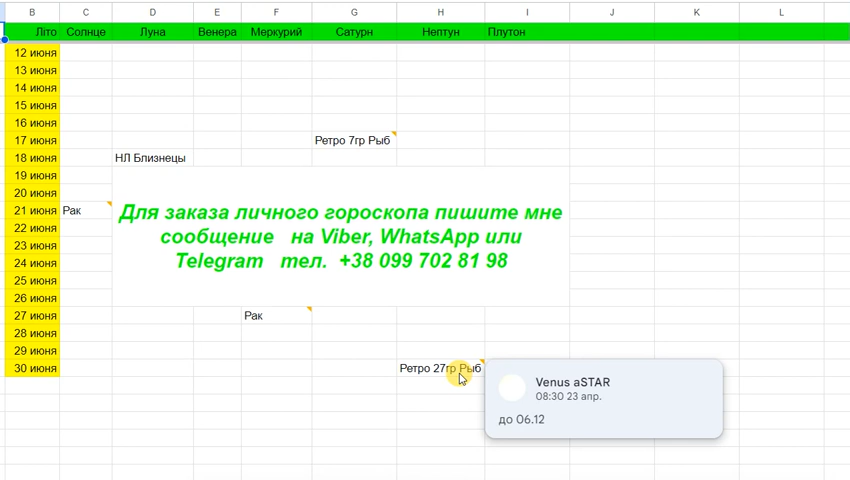 B C D E F G H I J K L
Літо Солнце Луна Венера Меркурий Сатурн Нептун Плутон
12 июня
13 июня
14 июня
15 июня
16 июня
17 июня Ретро 7гр Рыб
18 июня НЛ Близнецы
19 июня
20 июня
21 июня Рак
22 июня
23 июня
24 июня
25 июня
26 июня
Для заказа личного гороскопа пишите мне
сообщение на Viber, WhatsApp или
Telegram тел. +38 099 702 81 98
27 июня Рак
28 июня
29 июня
30 июня Ретро 27гр Рыб
Venus aSTAR
08:30 23 апр.
до 06.12